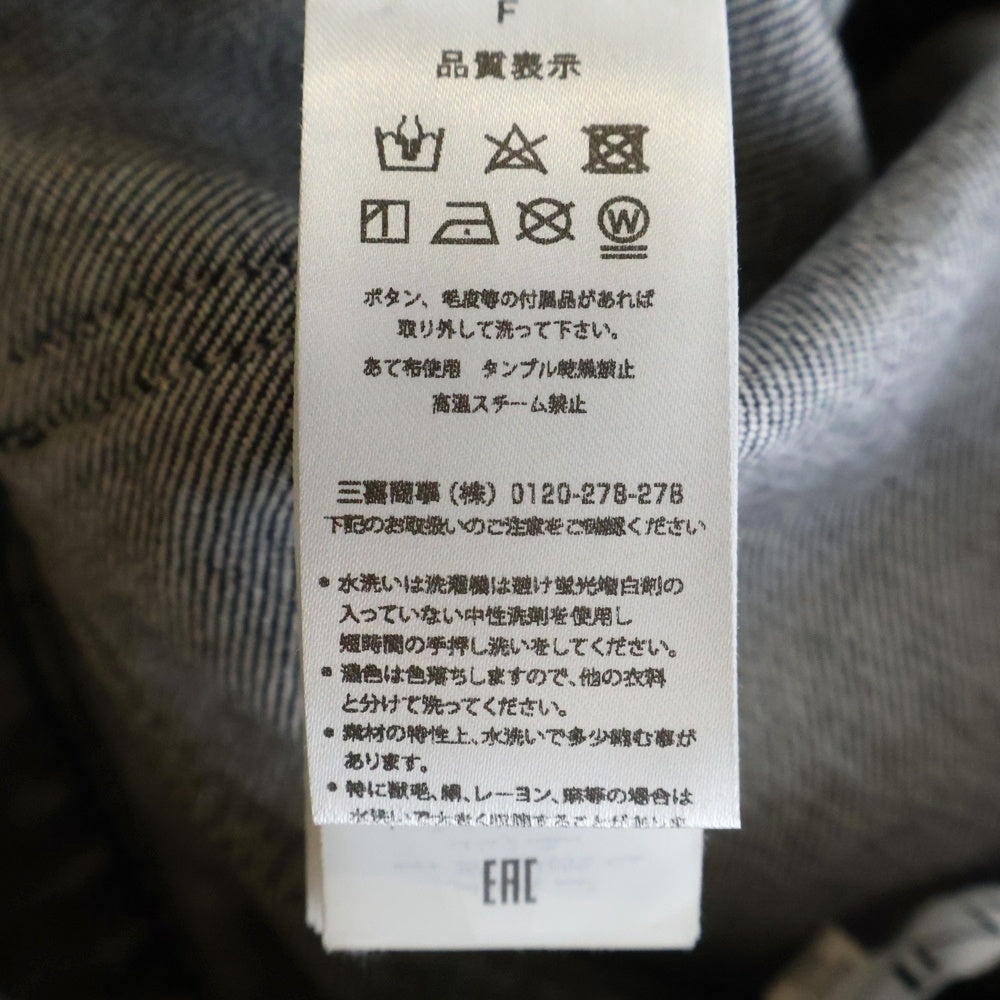 F
品質表示
W
ボタン、毛皮等の付属品があれば
取り外して洗って下さい。
あて布使用 タンブル乾燥禁止
高温スチーム禁止
三喜商事(株) 0120-278-278
下記のお取扱いのご注意をご確認ください
• 水洗いは洗濯機は避け蛍光増白剤の
入っていない中性洗剤を使用し
短時間の手押し洗いをしてください。
• 濃色は色落ちしますので、他の衣料
と分けて洗ってください。
• 素材の特性上、水洗いで多少縮む事が
あります。
• 特に獣毛、絹、レーヨン、麻等の場合は
EAC